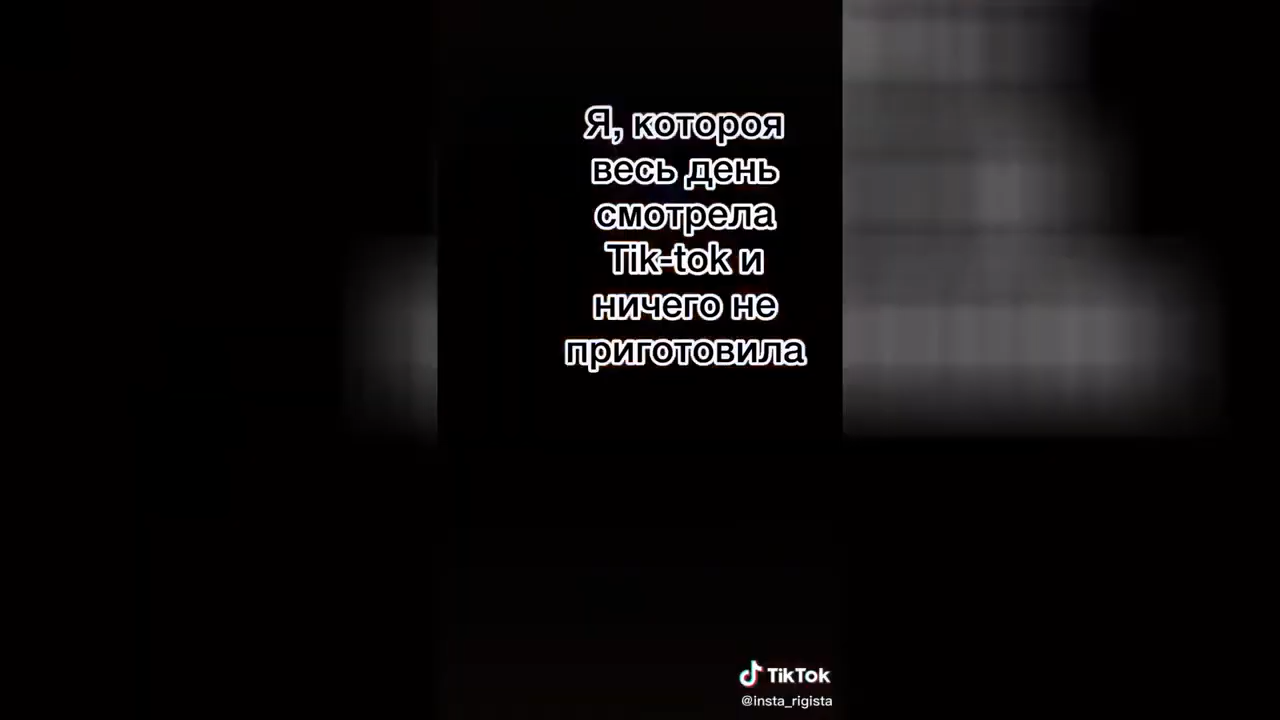 Я, котороя
весь день
смотрела
Tik-tok и
ничего не
приготовила
TikTok
@insta_rigista